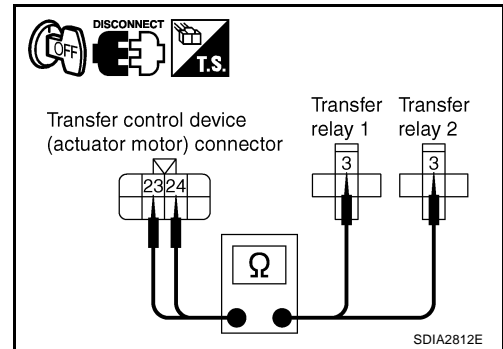 DISCONNECT
OFF
T.S.
Transfer control device
(actuator motor) connector
Transfer
relay 1
Transfer
relay 2
23 24
3
3
Ω
SDIA2812E